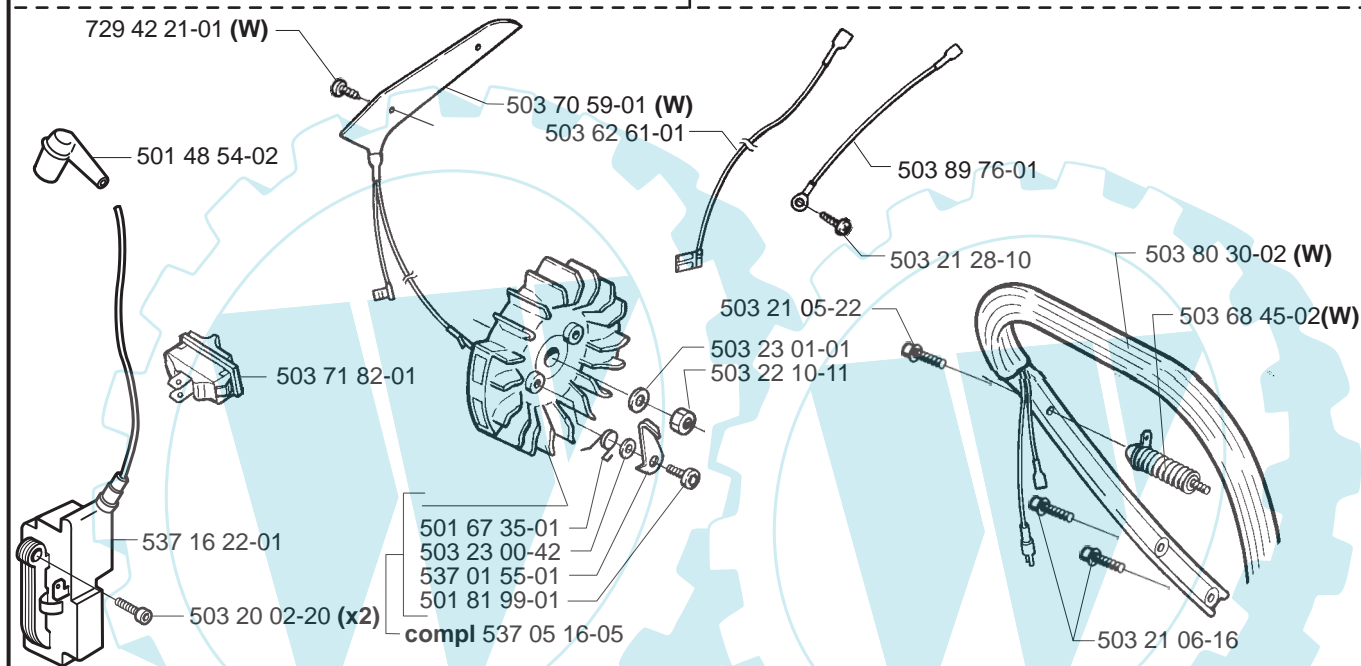 729 42 21-01 (W)
503 70 59-01 (W)
503 62 61-01
501 48 54-02
503 89 76-01
503 21 28-10
503 80 30-02 (W)
503 68 45-02(W)
503 21 05-22
503 23 01-01
503 22 10-11
503 71 82-01
501 67 35-01
503 23 00-42
537 01 55-01
501 81 99-01
537 16 22-01
503 20 02-20 (x2)
compl 537 05 16-05
503 21 06-16